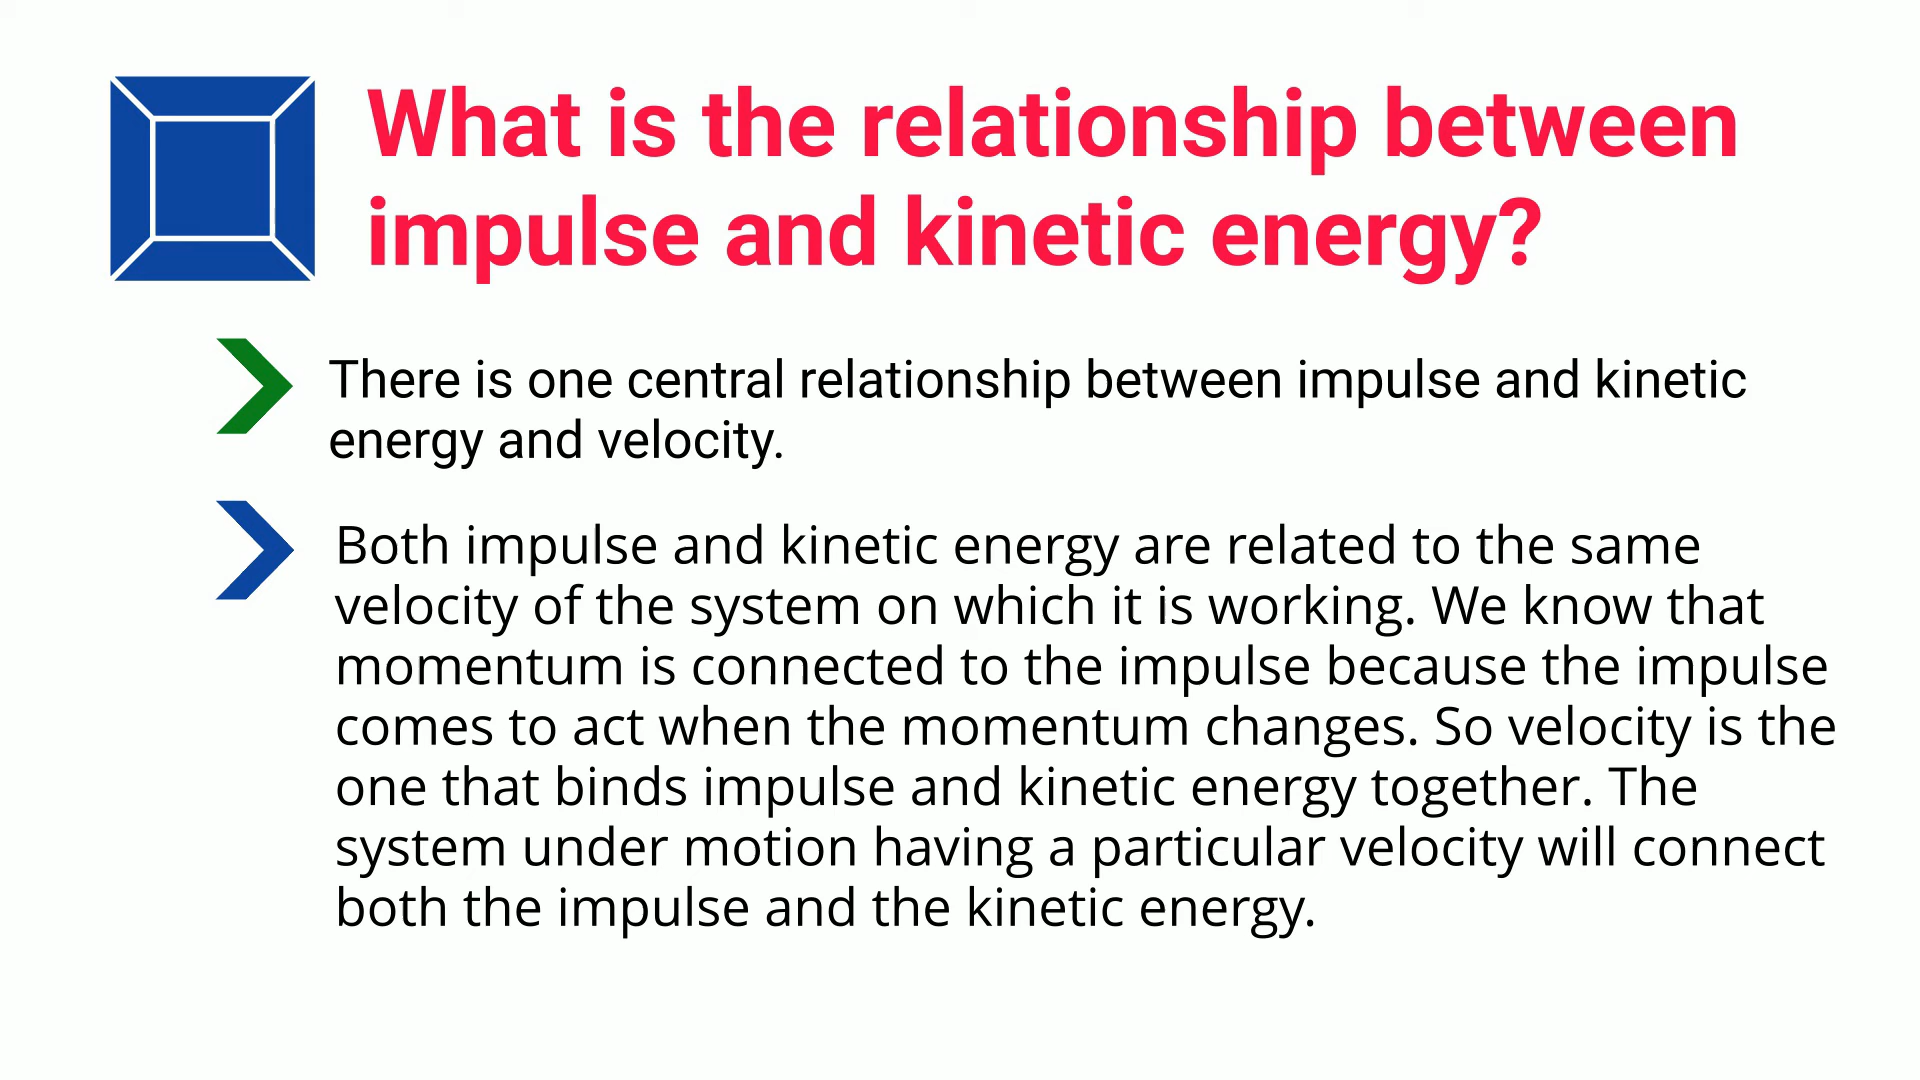 What is the relationship between
impulse and kinetic energy?
There is one central relationship between impulse and kinetic
energy and velocity.
Both impulse and kinetic energy are related to the same
velocity of the system on which it is working. We know that
momentum is connected to the impulse because the impulse
comes to act when the momentum changes. So velocity is the
one that binds impulse and kinetic energy together. The
system under motion having a particular velocity will connect
both the impulse and the kinetic energy.